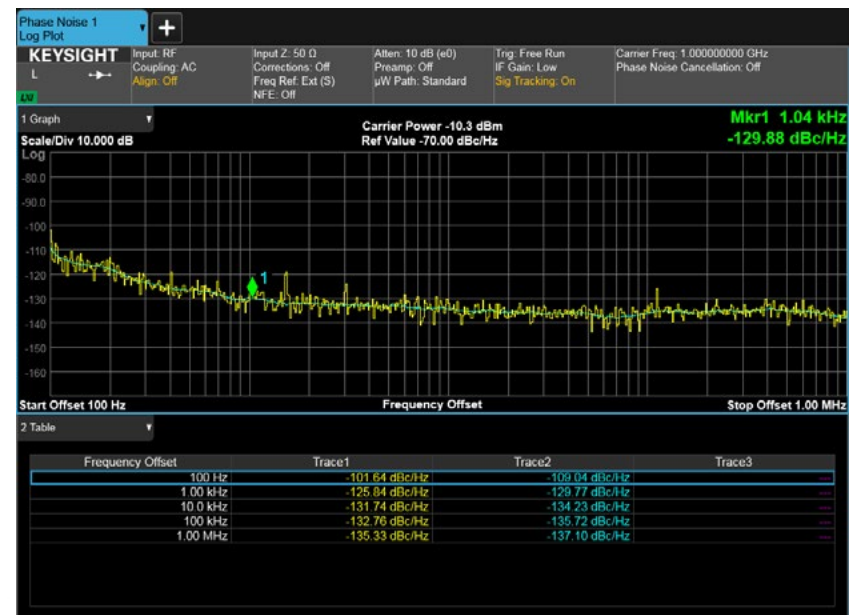 Phase Noise 1
Log Plot
+
KEYSIGHT
L
LXI
Input: RF
Coupling: AC
Align: Off
Input Z: 50 Ω
Corrections: Off
Freq Ref: Ext (S)
NFE: Off
Atten: 10 dB (e0)
Preamp: Off
µW Path: Standard
Trig: Free Run
IF Gain: Low
Sig Tracking: On
Carrier Freq: 1.000000000 GHz
Phase Noise Cancellation: Off
1 Graph
Scale/Div 10.000 dB
Carrier Power -10.3 dBm
Ref Value -70.00 dBc/Hz
Mkr1 1.04 kHz
-129.88 dBc/Hz
Log
-80.0
-90.0
-100
-110
-120
-130
-140
-150
-160
1
Start Offset 100 Hz Frequency Offset Stop Offset 1.00 MHz
2 Table
Frequency Offset Trace1 Trace2 Trace3
100 Hz -101.64 dBc/Hz -109.04 dBc/Hz ---
1.00 kHz -125.84 dBc/Hz -129.77 dBc/Hz ---
10.0 kHz -131.74 dBc/Hz -134.23 dBc/Hz ---
100 kHz -132.76 dBc/Hz -135.72 dBc/Hz ---
1.00 MHz -135.33 dBc/Hz -137.10 dBc/Hz ---